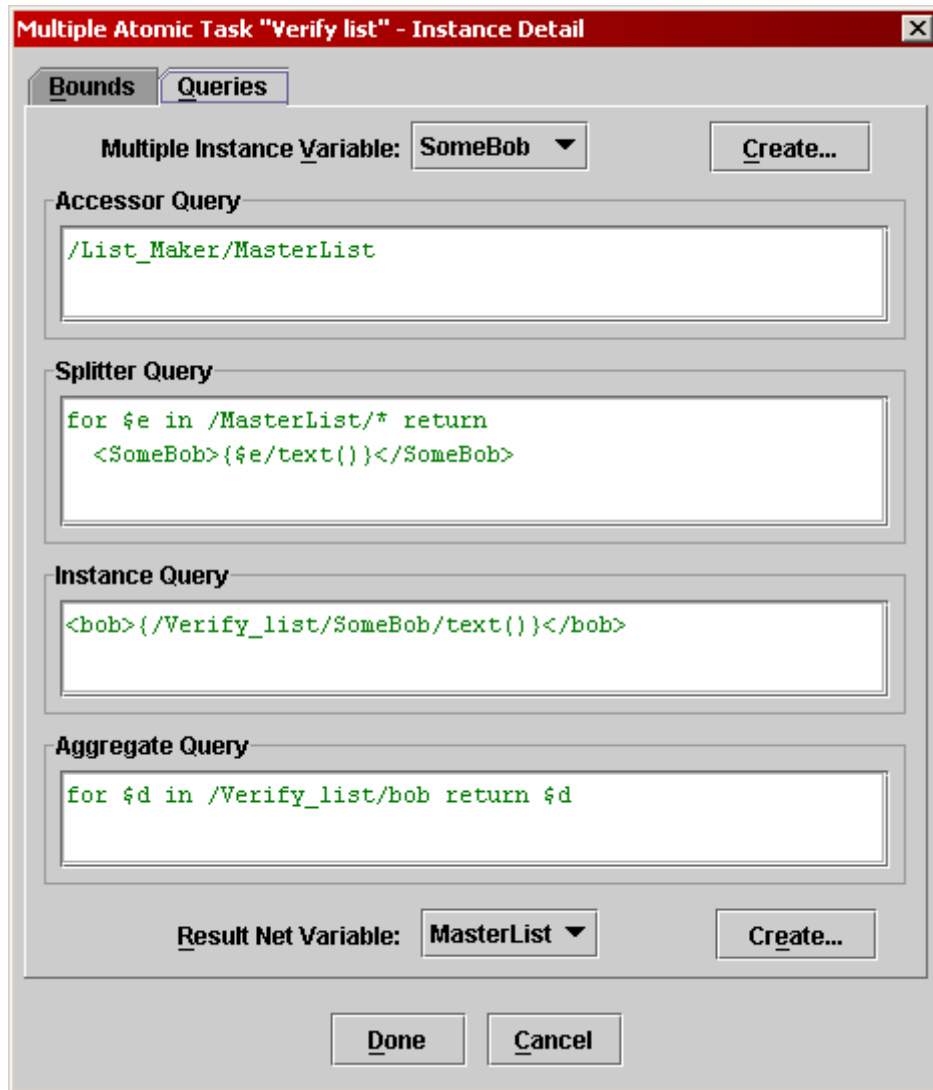 Multiple Atomic Task "Verify list" - Instance Detail
Bounds Queries
Multiple Instance Variable: SomeBob Create...
Accessor Query
/List_Maker/MasterList
Splitter Query
for $e in /MasterList/* return
<SomeBob>{$e/text()}</SomeBob>
Instance Query
<bob>{/Verify_list/SomeBob/text()}</bob>
Aggregate Query
for $d in /Verify_list/bob return $d
Result Net Variable: MasterList Create...
Done Cancel